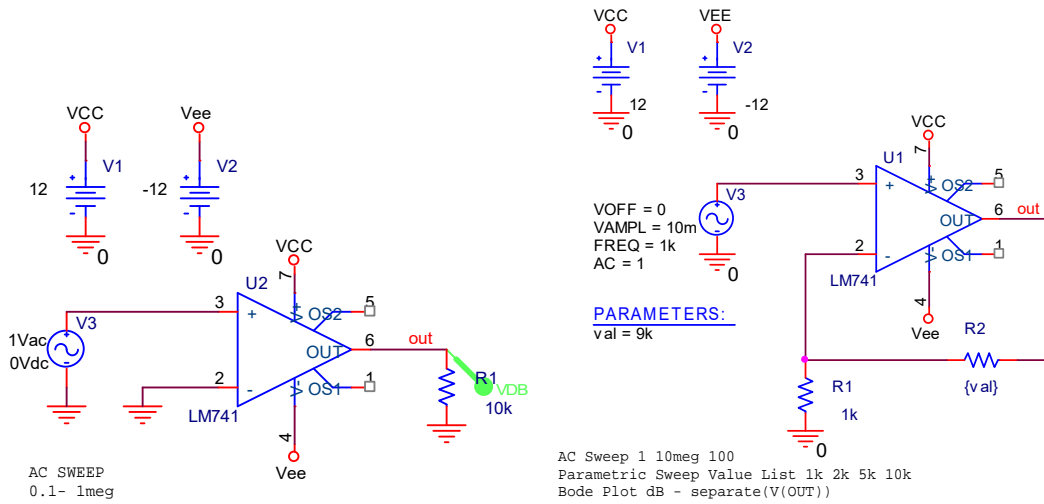 VCC
V1
12
0
Vee
V2
-12
0
VCC
7
U2
3
+
V+
OS2
5
V3
1Vac
0Vdc
OUT
6
out
2
-
V-
OS1
1
LM741
4
Vee
R1
10k
VDB
AC SWEEP
0.1- 1meg
VCC
V1
12
0
VEE
V2
-12
0
VCC
7
U1
3
+
V+
OS2
5
V3
VOFF = 0
VAMPL = 10m
FREQ = 1k
AC = 1
0
OUT
6
out
2
-
V-
OS1
1
LM741
4
Vee
PARAMETERS:
val = 9k
R2
{val}
R1
1k
0
AC Sweep 1 10meg 100
Parametric Sweep Value List 1k 2k 5k 10k
Bode Plot dB - separate(V(OUT))